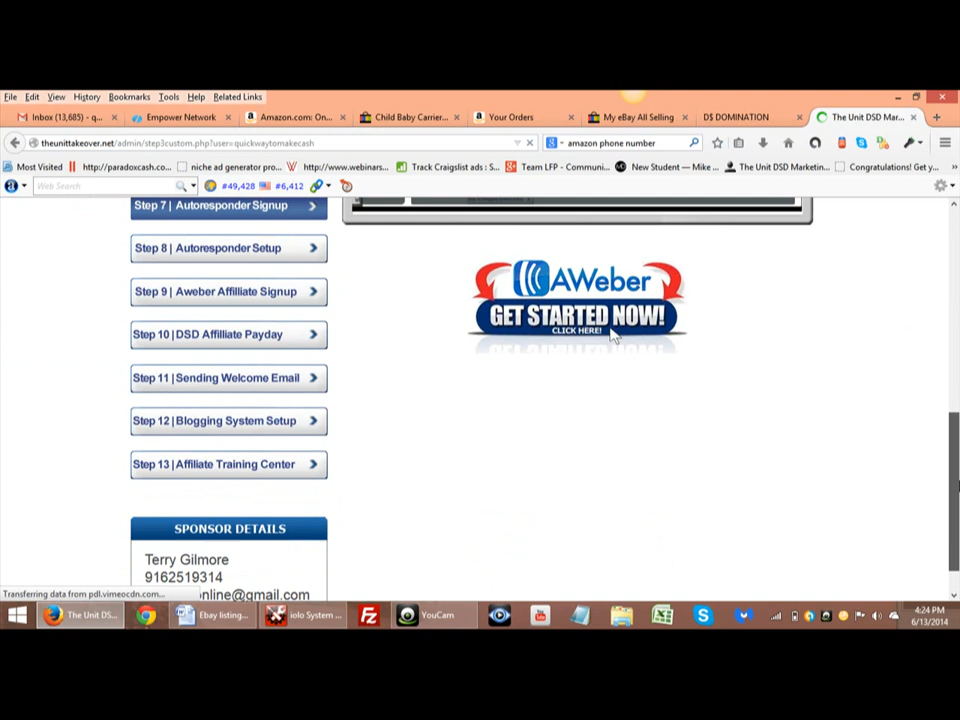 File Edit View History Bookmarks Tools Help Related Links
Inbox (13,685) - q... Empower Network Amazon.com: On... Child Baby Carrier... Your Orders My eBay All Selling D$ DOMINATION The Unit DSD Mar...
theunittakeover.net/admin/step3custom.php?user=quickwaytomakecash amazon phone number
Most Visited http://paradoxcash.co... niche ad generator pro... http://www.webinars... Track Craigslist ads : S... Team LFP - Communi... New Student — Mike ... The Unit DSD Marketin... Congratulations! Get y...
Web Search #49,428 #6,412
Step 7 | Autoresponder Signup
Step 8 | Autoresponder Setup
Step 9 | Aweber Affilliate Signup
Step 10 | DSD Affilliate Payday
Step 11 | Sending Welcome Email
Step 12 | Blogging System Setup
Step 13 | Affiliate Training Center
AWeber
GET STARTED NOW!
CLICK HERE!
SPONSOR DETAILS
Terry Gilmore
9162519314
online@gmail.com
Transferring data from pdl.vimeocdn.com...
The Unit DS... Ebay listing... iolo System ... YouCam
4:24 PM
6/13/2014